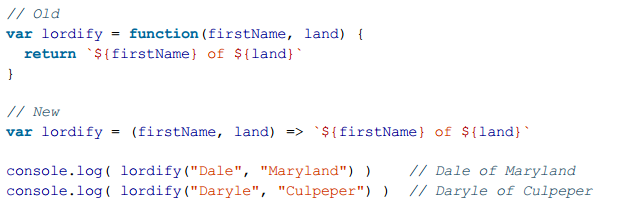 // Old
var lordify = function(firstName, land) {
  return `${firstName} of ${land}`
}

// New
var lordify = (firstName, land) => `${firstName} of ${land}`

console.log( lordify("Dale", "Maryland") )    // Dale of Maryland
console.log( lordify("Daryle", "Culpeper") )  // Daryle of Culpeper